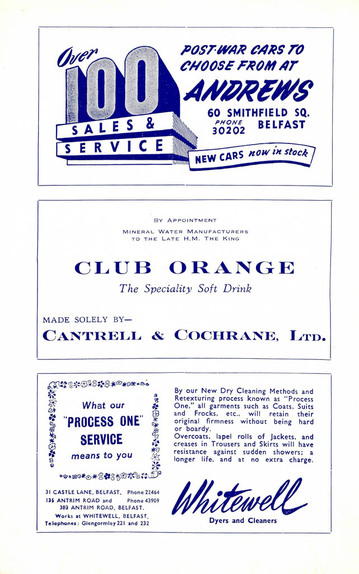 Over
100
SALES &
SERVICE
POST-WAR CARS TO
CHOOSE FROM AT
ANDREWS
60 SMITHFIELD SQ.
PHONE
30202 BELFAST
NEW CARS now in stock
BY APPOINTMENT
MINERAL WATER MANUFACTURERS
TO THE LATE H.M. THE KING
CLUB ORANGE
The Speciality Soft Drink
MADE SOLELY BY—
CANTRELL & COCHRANE, LTD.
What our
"PROCESS ONE"
SERVICE
means to you
31 CASTLE LANE, BELFAST, Phone 22464
136 ANTRIM ROAD and Phone 43909
383 ANTRIM ROAD, BELFAST.
Works at WHITEWELL, BELFAST.
Telephones: Glengormley 221 and 232
By our New Dry Cleaning Methods and
Retexturing process known as "Process
One," all garments such as Coats, Suits
and Frocks, etc., will retain their
original firmness without being hard
or boardy.
Overcoats, lapel rolls of Jackets, and
creases in Trousers and Skirts will have
resistance against sudden showers; a
longer life, and at no extra charge.
Whitewell
Dyers and Cleaners